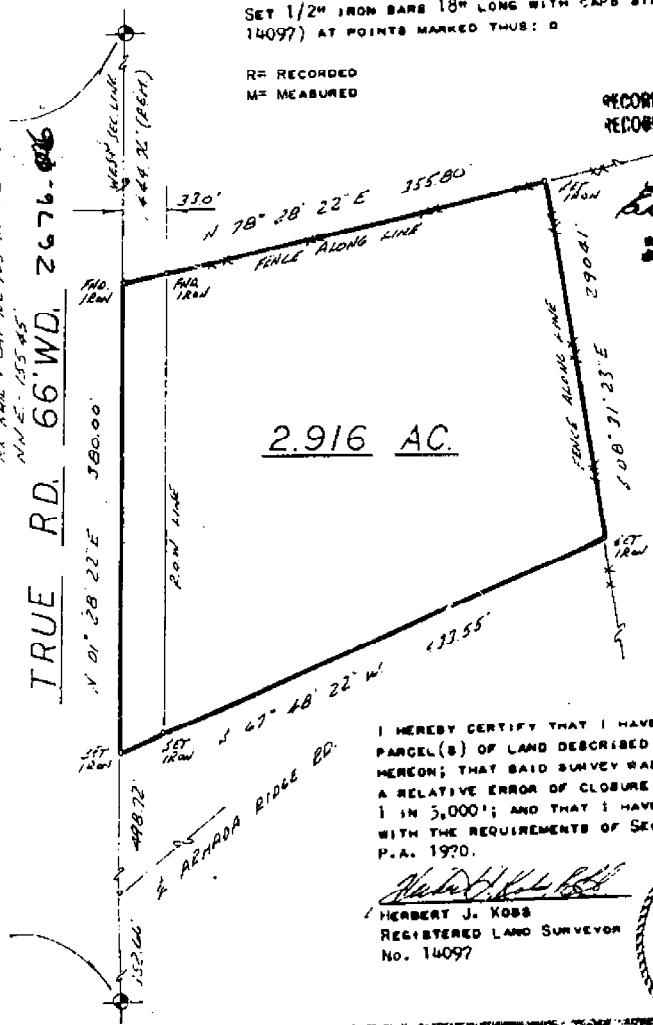 SET 1/2" IRON BARS 18" LONG WITH CAPS
14097) AT POINTS MARKED THUS: o
R= RECORDED
M= MEASURED
WEST SEC. LINE
(R&M)
33.0'
N 78° 28' 22" E 355.80'
FENCE ALONG LINE
SET IRON
FND. IRON
FND. IRON
TRUE RD. 66' WD.
2676
N 01° 28' 22" E 380.00'
R.O.W. LINE
2.916 AC.
290.41'
FENCE ALONG LINE
S 08° 31' 23" E
SET IRON
S 67° 48' 22" W 433.55'
SET IRON
SET IRON
498.72'
℄ ARMADA RIDGE RD.
I HEREBY CERTIFY THAT I HAVE
PARCEL(S) OF LAND DESCRIBED
HEREON; THAT SAID SURVEY WAS
A RELATIVE ERROR OF CLOSURE
1 IN 5,000'; AND THAT I HAVE
WITH THE REQUIREMENTS OF SEC
P.A. 1970.
HERBERT J. KOSS
REGISTERED LAND SURVEYOR
No. 14097